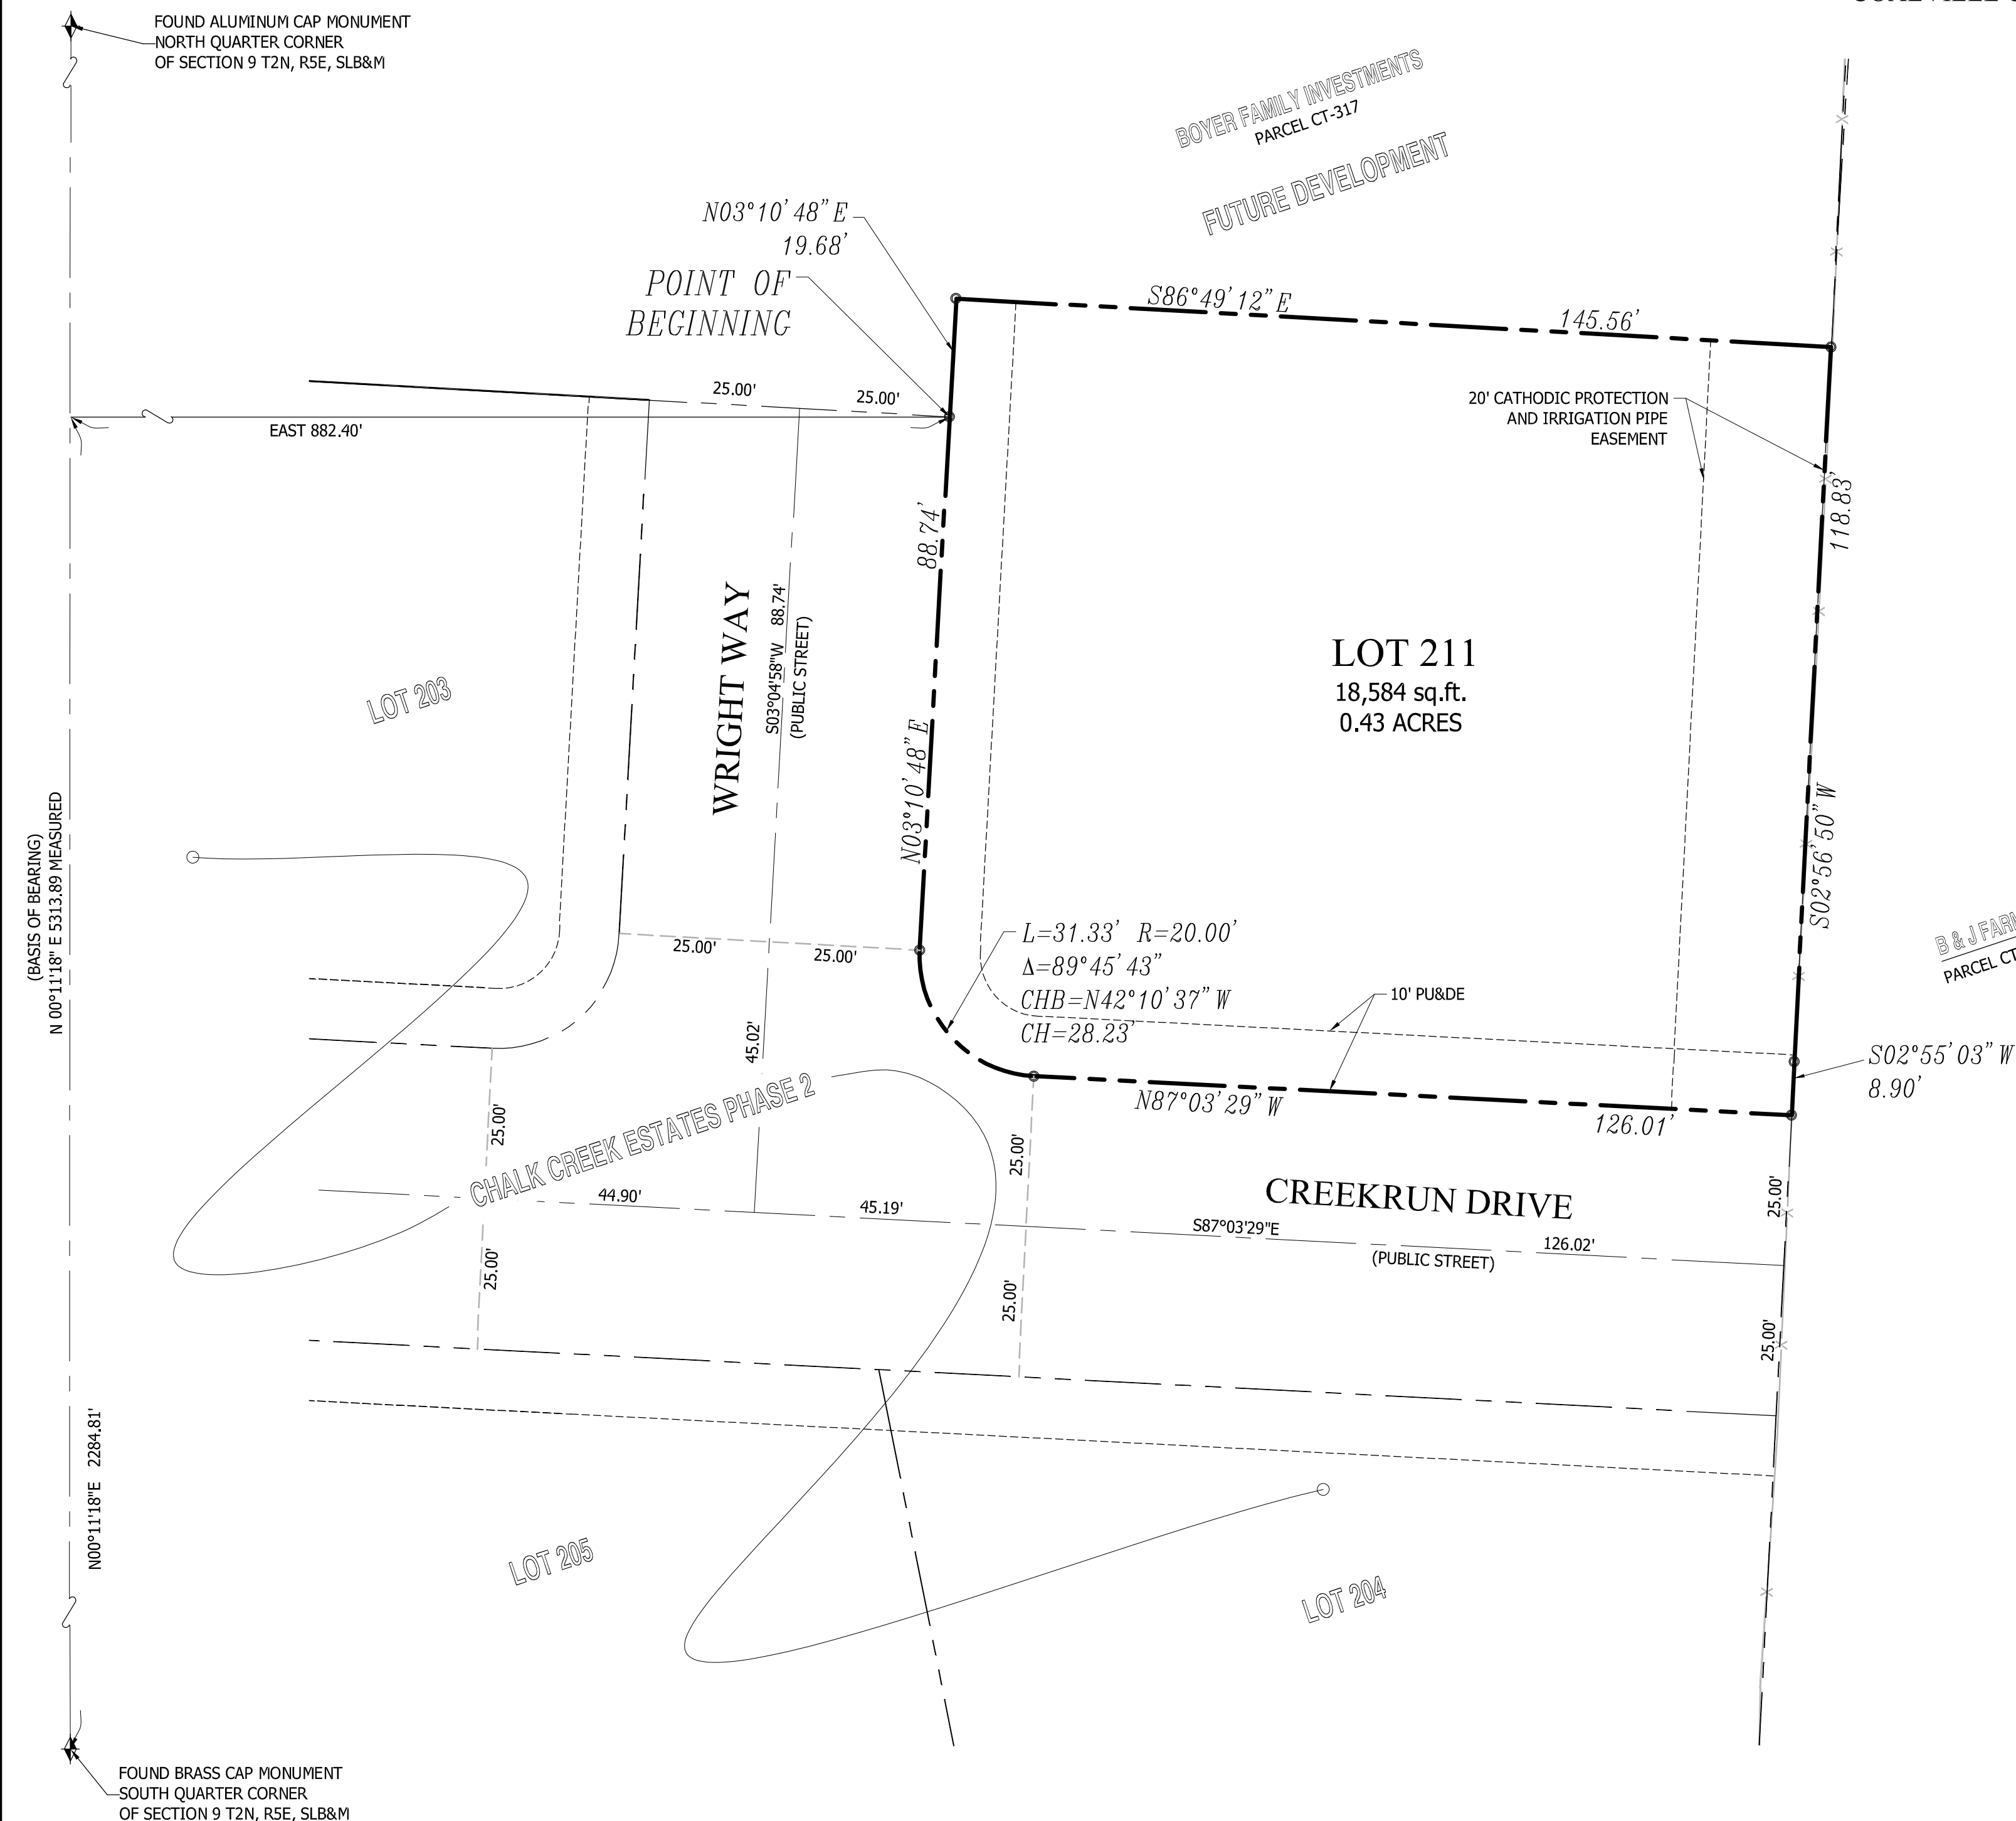 FOUND ALUMINUM CAP MONUMENT
NORTH QUARTER CORNER
OF SECTION 9 T2N, R5E, SLB&M
BOYER FAMILY INVESTMENTS
PARCEL CT-317
FUTURE DEVELOPMENT
N03°10'48"E
19.68'
POINT OF
BEGINNING
S86°49'12"E
145.56'
25.00'
25.00'
EAST 882.40'
20' CATHODIC PROTECTION
AND IRRIGATION PIPE
EASEMENT
118.83'
88.74'
WRIGHT WAY
S03°04'58"W 88.74'
(PUBLIC STREET)
LOT 211
18,584 sq.ft.
0.43 ACRES
LOT 203
N03°10'48"E
S02°56'50"W
(BASIS OF BEARING)
N 00°11'18" E 5313.89 MEASURED
25.00'
25.00'
L=31.33' R=20.00'
Δ=89°45'43"
CHB=N42°10'37"W
CH=28.23'
10' PU&DE
B & J
PARCEL
45.02'
S02°55'03"W
8.90'
N87°03'29"W
126.01'
25.00'
CHALK CREEK ESTATES PHASE 2
25.00'
44.90'
45.19'
CREEKRUN DRIVE
S87°03'29"E
126.02'
(PUBLIC STREET)
25.00'
25.00'
25.00'
25.00'
N00°11'18"E 2284.81'
LOT 205
LOT 204
FOUND BRASS CAP MONUMENT
SOUTH QUARTER CORNER
OF SECTION 9 T2N, R5E, SLB&M